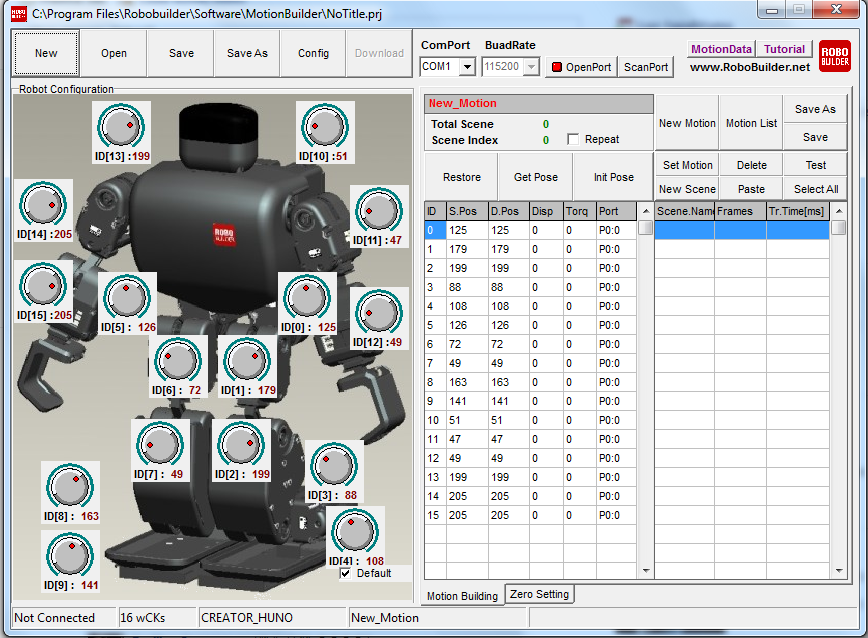 C:\Program Files\Robobuilder\Software\MotionBuilder\NoTitle.prj
New Open Save Save As Config Download
ComPort BuadRate
COM1 115200 OpenPort ScanPort
MotionData Tutorial
www.RoboBuilder.net
ROBO
BUILDER
Robot Configuration
ID[13] :199
ID[10] :51
ID[14] :205
ID[11] : 47
ID[15] :205
ID[5] : 126
ID[0] : 125
ID[12] :49
ID[6] : 72
ID[1] : 179
ID[7] : 49
ID[2] : 199
ID[3] : 88
ID[8] : 163
ID[4] : 108
ID[9] : 141
Default
ROBO
New_Motion
Total Scene 0
Scene Index 0 Repeat
New Motion Motion List Save As
Save
Restore Get Pose Init Pose
Set Motion Delete Test
New Scene Paste Select All
ID S.Pos D.Pos Disp Torq Port
0 125 125 0 0 P0:0
1 179 179 0 0 P0:0
2 199 199 0 0 P0:0
3 88 88 0 0 P0:0
4 108 108 0 0 P0:0
5 126 126 0 0 P0:0
6 72 72 0 0 P0:0
7 49 49 0 0 P0:0
8 163 163 0 0 P0:0
9 141 141 0 0 P0:0
10 51 51 0 0 P0:0
11 47 47 0 0 P0:0
12 49 49 0 0 P0:0
13 199 199 0 0 P0:0
14 205 205 0 0 P0:0
15 205 205 0 0 P0:0
Scene.Name Frames Tr.Time[ms]
Motion Building Zero Setting
Not Connected 16 wCKs CREATOR_HUNO New_Motion